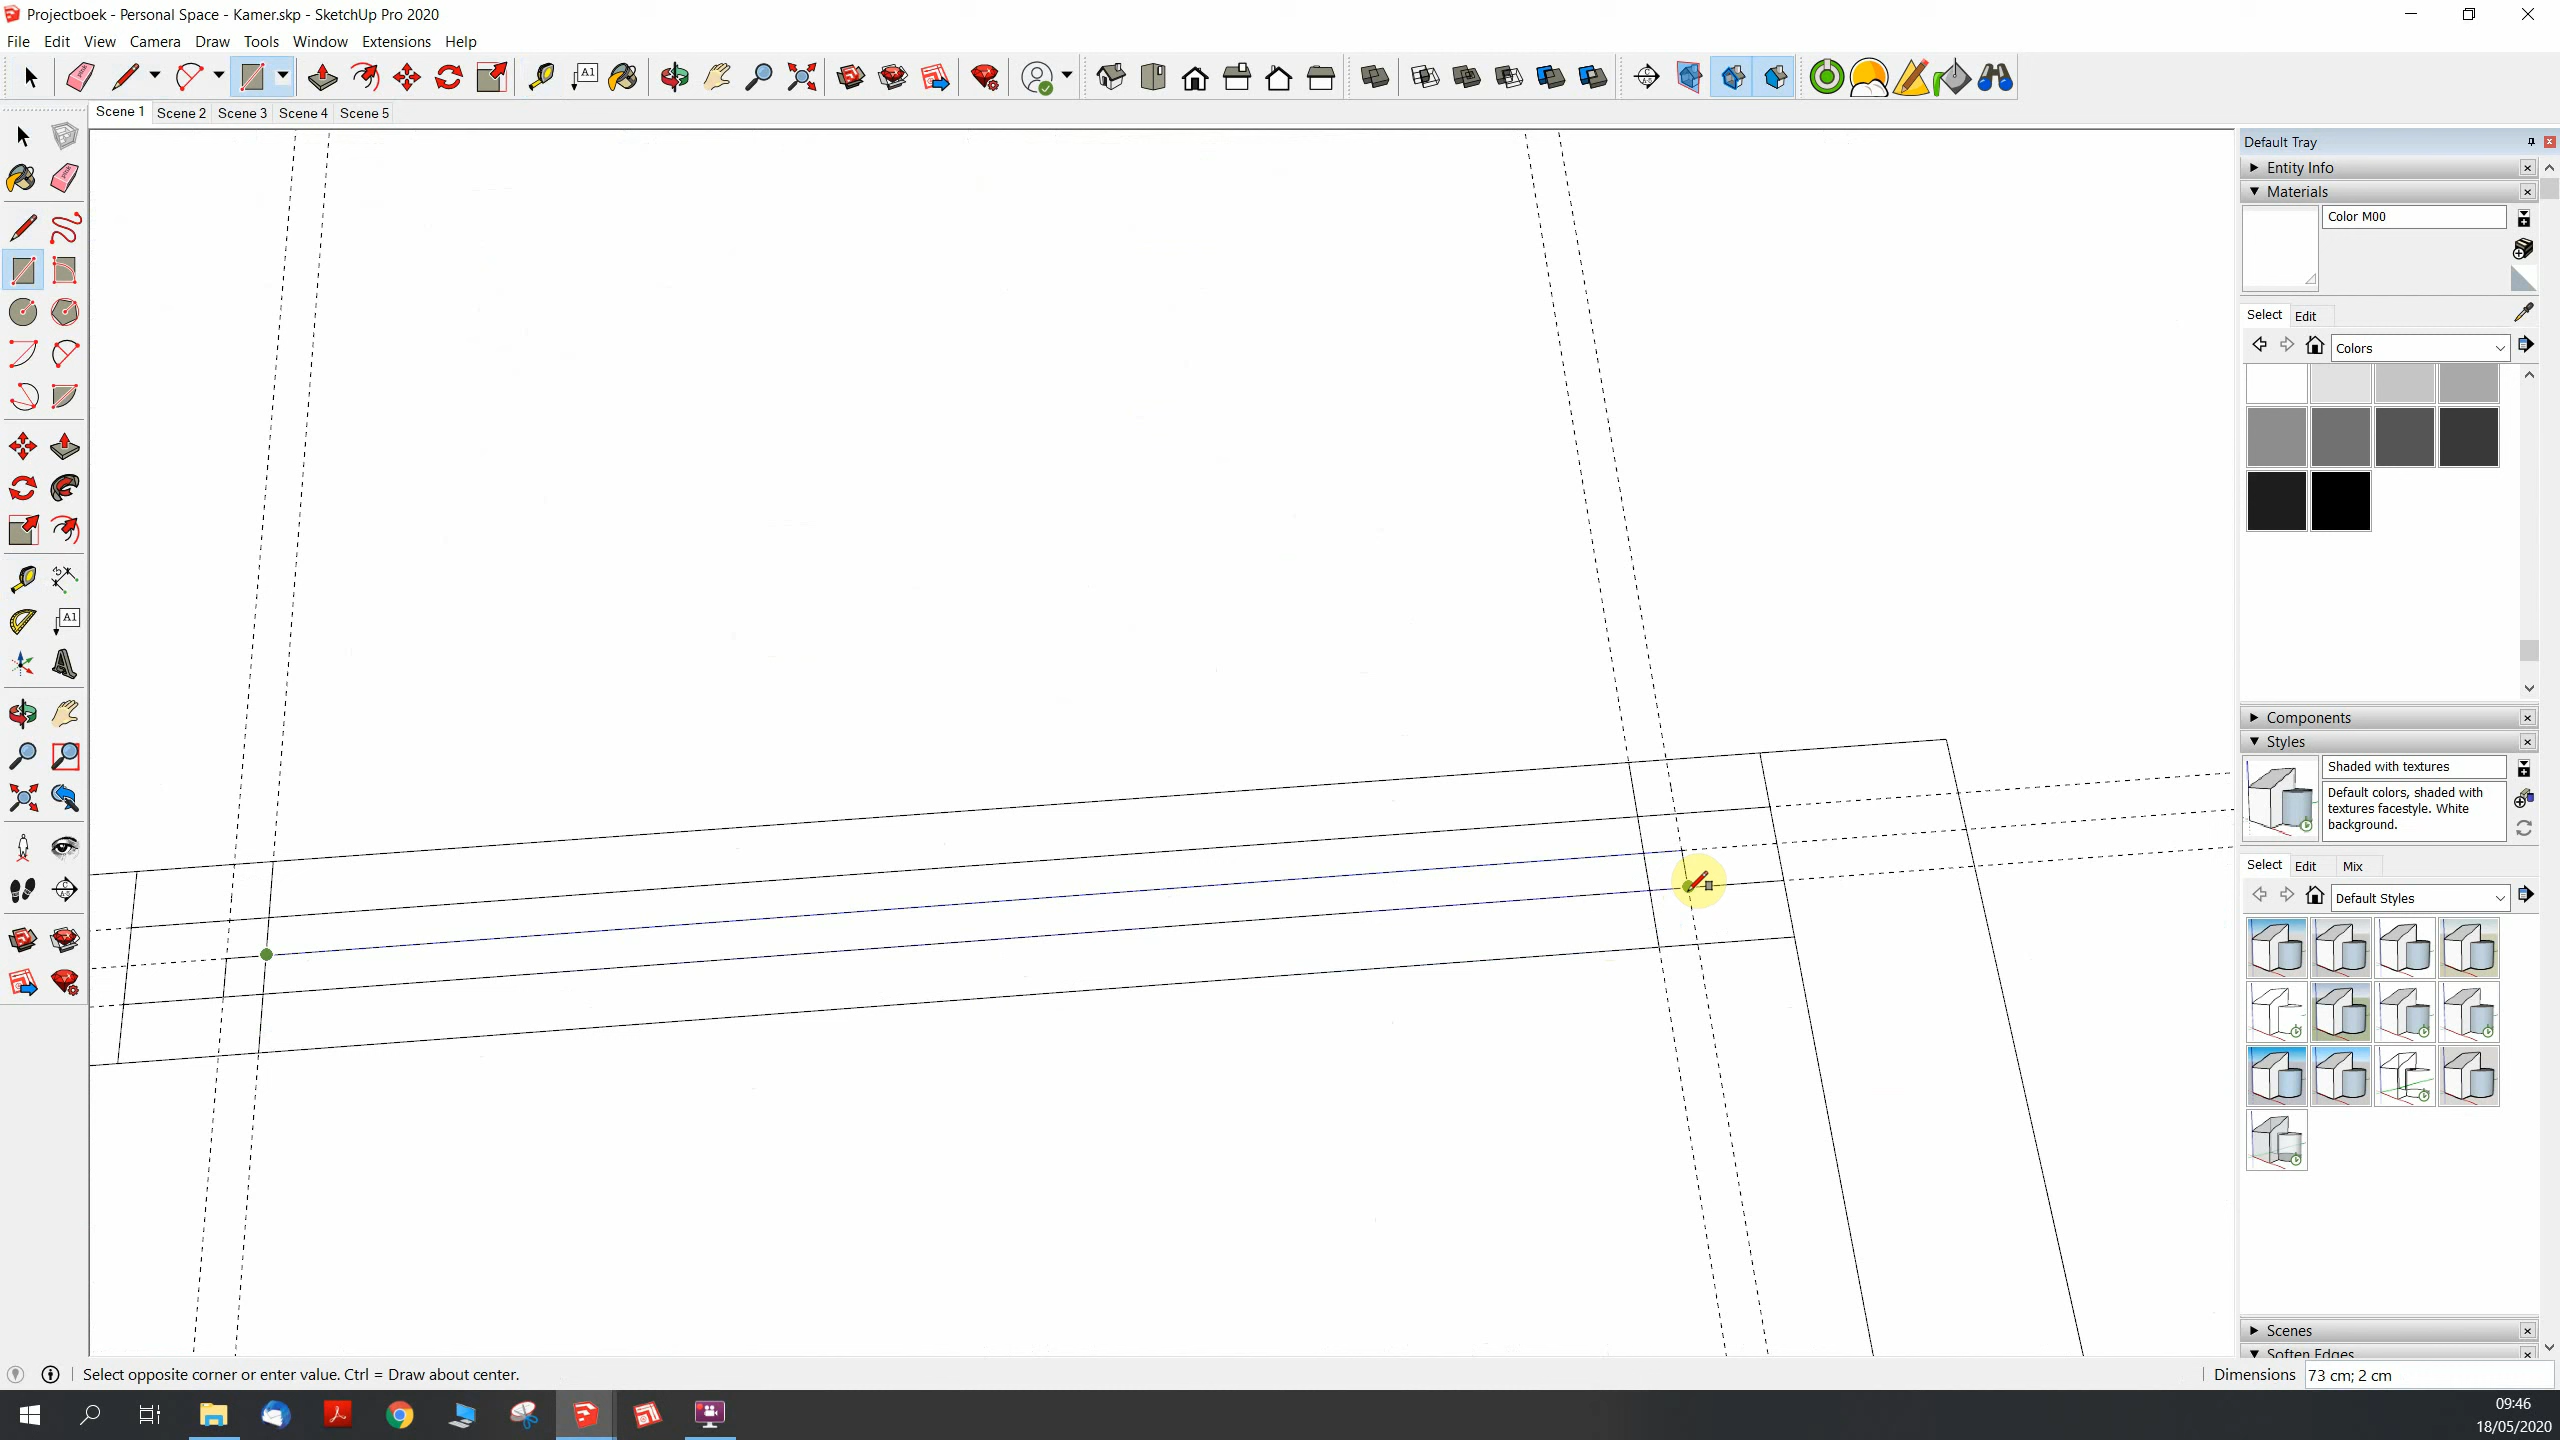 Projectboek - Personal Space - Kamer.skp - SketchUp Pro 2020
File Edit View Camera Draw Tools Window Extensions Help
A1
Scene 1 Scene 2 Scene 3 Scene 4 Scene 5
Default Tray
Entity Info
Materials
Color M00
Select Edit
Colors
A1
Components
Styles
Shaded with textures
Default colors, shaded with
textures facestyle. White
background.
Select Edit Mix
Default Styles
Scenes
Soften Edges
Select opposite corner or enter value. Ctrl = Draw about center.
Dimensions 73 cm; 2 cm
09:46
18/05/2020